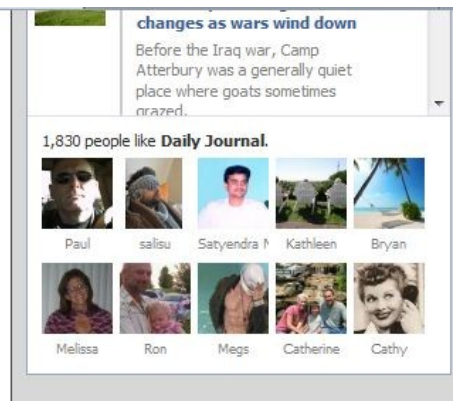 changes as wars wind down
Before the Iraq war, Camp
Atterbury was a generally quiet
place where goats sometimes
grazed.
1,830 people like Daily Journal.
Paul salisu Satyendra Kathleen Bryan
Melissa Ron Megs Catherine Cathy